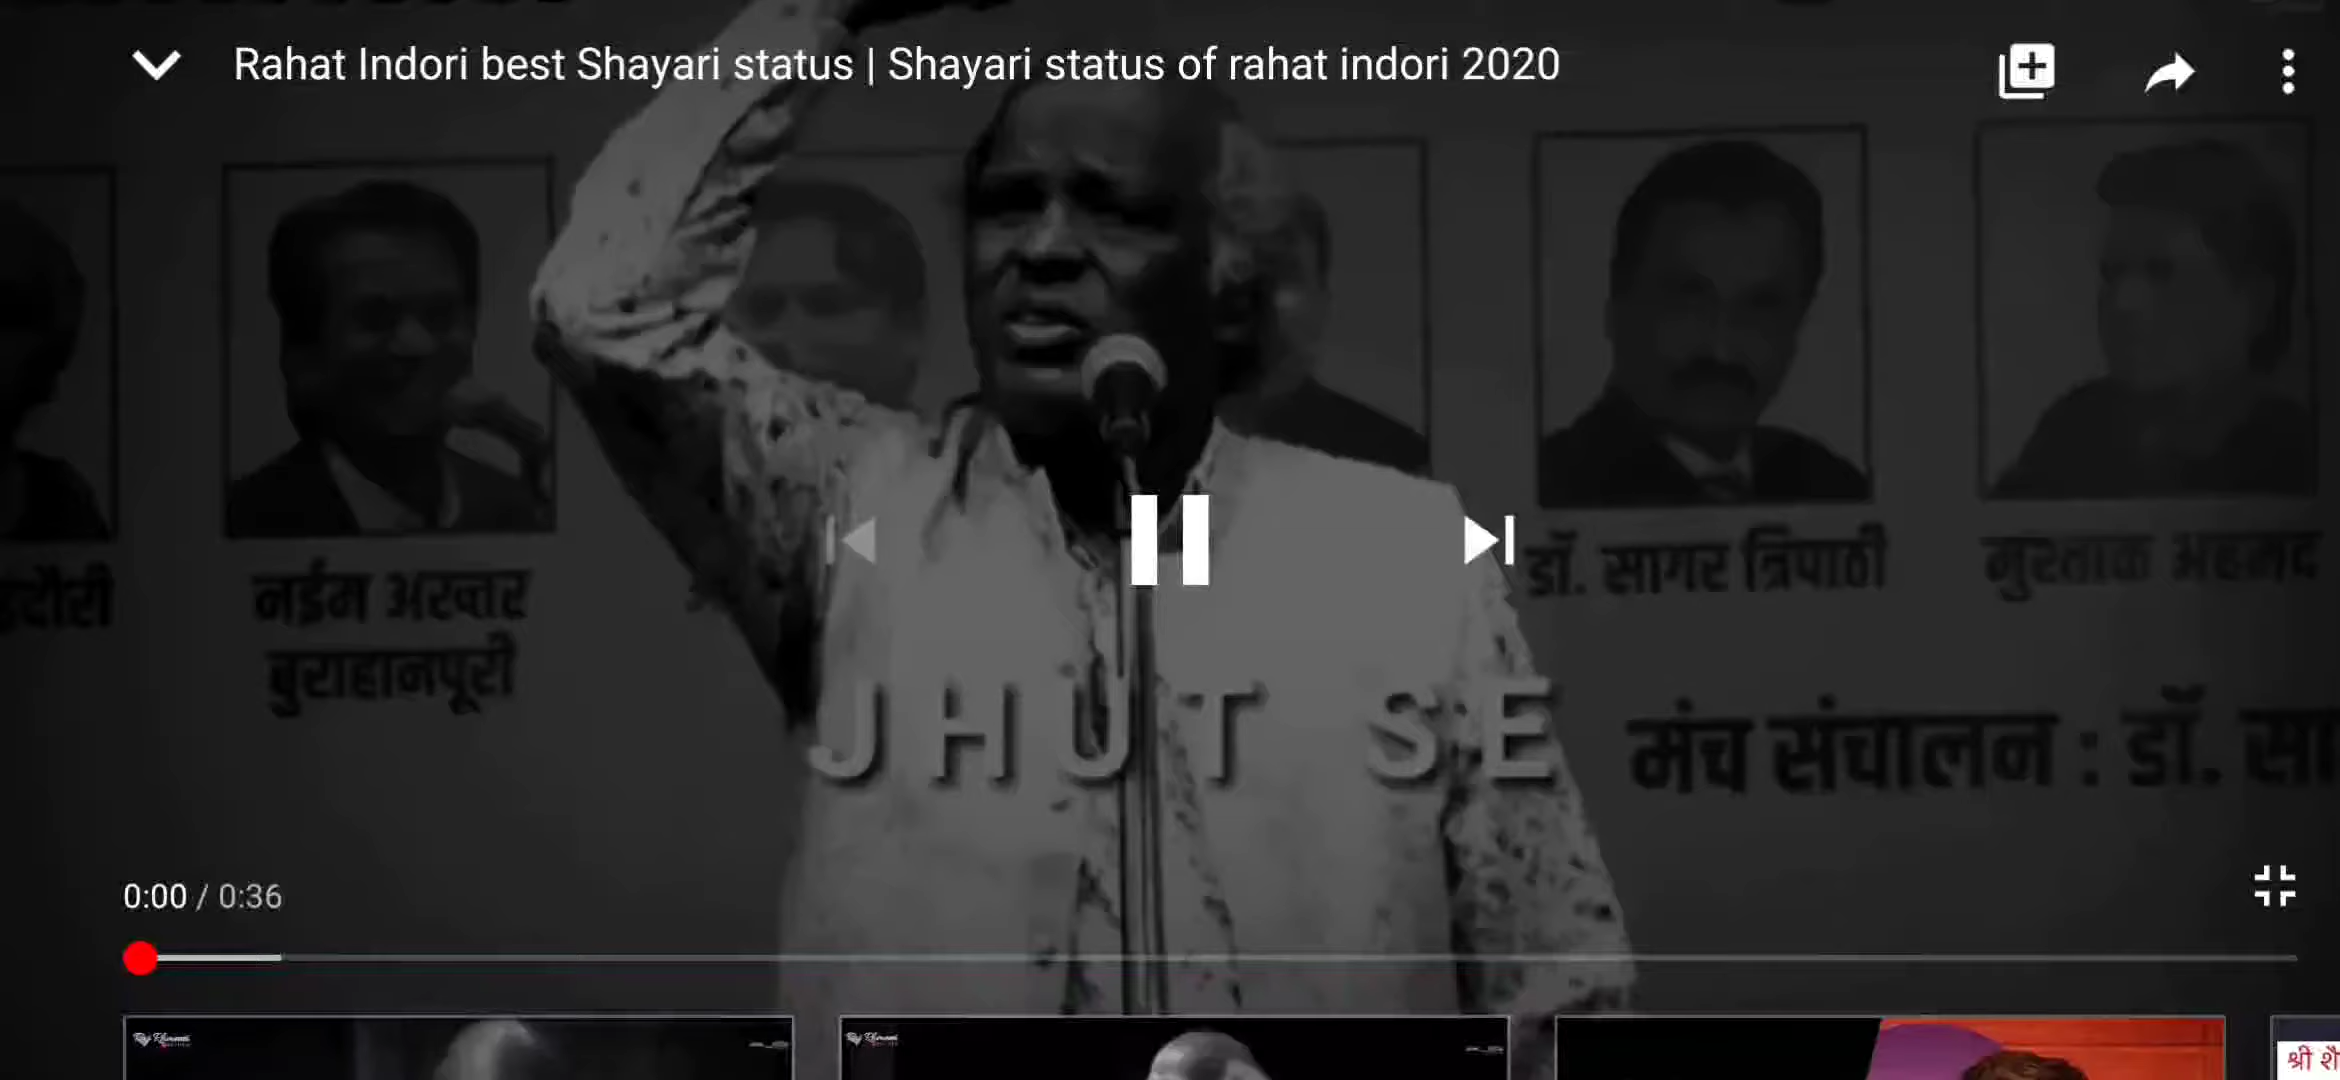 Rahat Indori best Shayari status | Shayari status of rahat indori 2020
नईम अख्तर
बुराहानपूरी
डॉ. सागर त्रिपाठी
मुश्ताक अहमद
JHUT SE
मंच संचालन : डॉ.
0:00 / 0:36
श्री